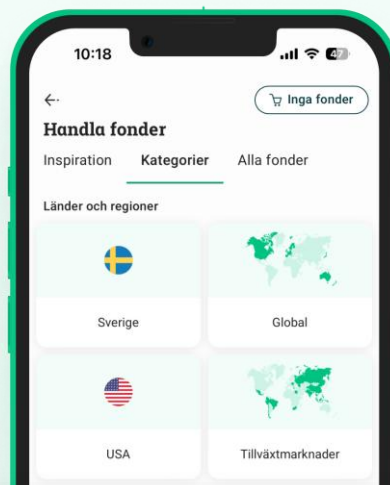 10:18
47
Inga fonder
Handla fonder
Inspiration Kategorier Alla fonder
Länder och regioner
Sverige Global
USA Tillväxtmarknader